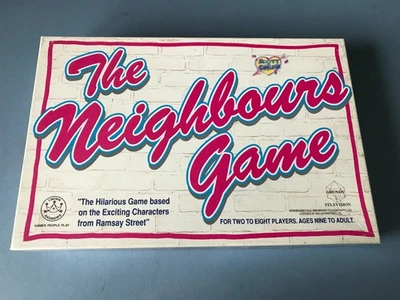 The
Neighbours
Game
"The Hilarious Game based
on the Exciting Characters
from Ramsay Street"
GAMES PEOPLE PLAY
GRUNDY
TELEVISION
FOR TWO TO EIGHT PLAYERS. AGES NINE TO ADULT.